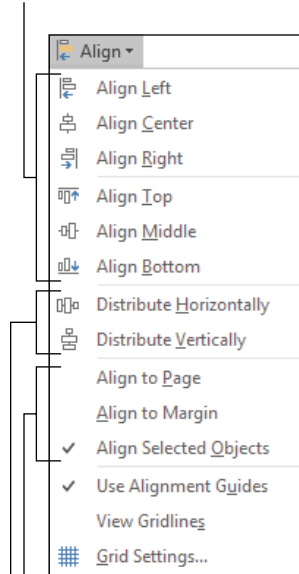 Align
Align Left
Align Center
Align Right
Align Top
Align Middle
Align Bottom
Distribute Horizontally
Distribute Vertically
Align to Page
Align to Margin
Align Selected Objects
Use Alignment Guides
View Gridlines
Grid Settings...